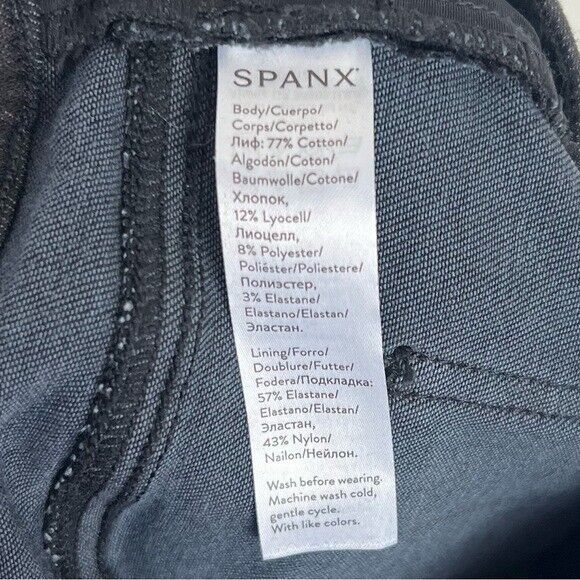 SPANX®
Body/Cuerpo/
Corps/Corpetto/
Лиф: 77% Cotton/
Algodón/Coton/
Baumwolle/Cotone/
Хлопок,
12% Lyocell/
Лиоцелл,
8% Polyester/
Poliéster/Poliestere/
Полиэстер,
3% Elastane/
Elastano/Elastan/
Эластан.
Lining/Forro/
Doublure/Futter/
Fodera/Подкладка:
57% Elastane/
Elastano/Elastan/
Эластан,
43% Nylon/
Nailon/Нейлон.
Wash before wearing.
Machine wash cold,
gentle cycle.
With like colors.